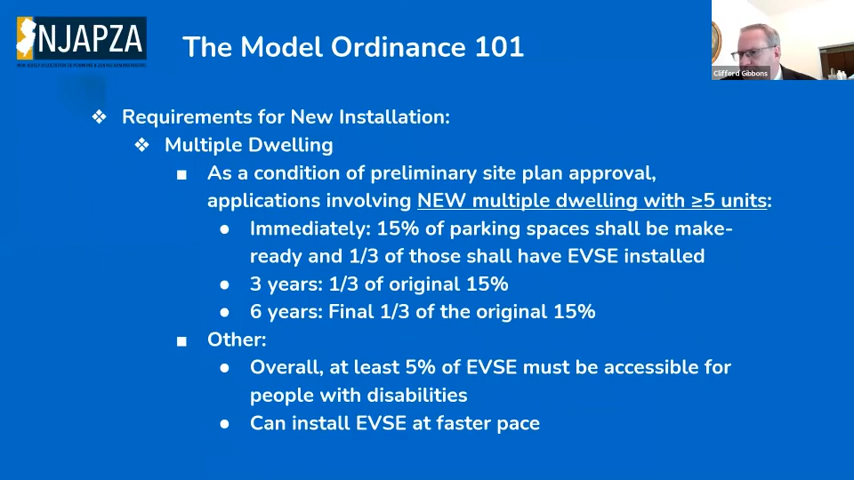 NJAPZA
The Model Ordinance 101
Clifford Gibbons
❖ Requirements for New Installation:
❖ Multiple Dwelling
■ As a condition of preliminary site plan approval,
applications involving NEW multiple dwelling with ≥5 units:
● Immediately: 15% of parking spaces shall be make-
ready and 1/3 of those shall have EVSE installed
● 3 years: 1/3 of original 15%
● 6 years: Final 1/3 of the original 15%
■ Other:
● Overall, at least 5% of EVSE must be accessible for
people with disabilities
● Can install EVSE at faster pace